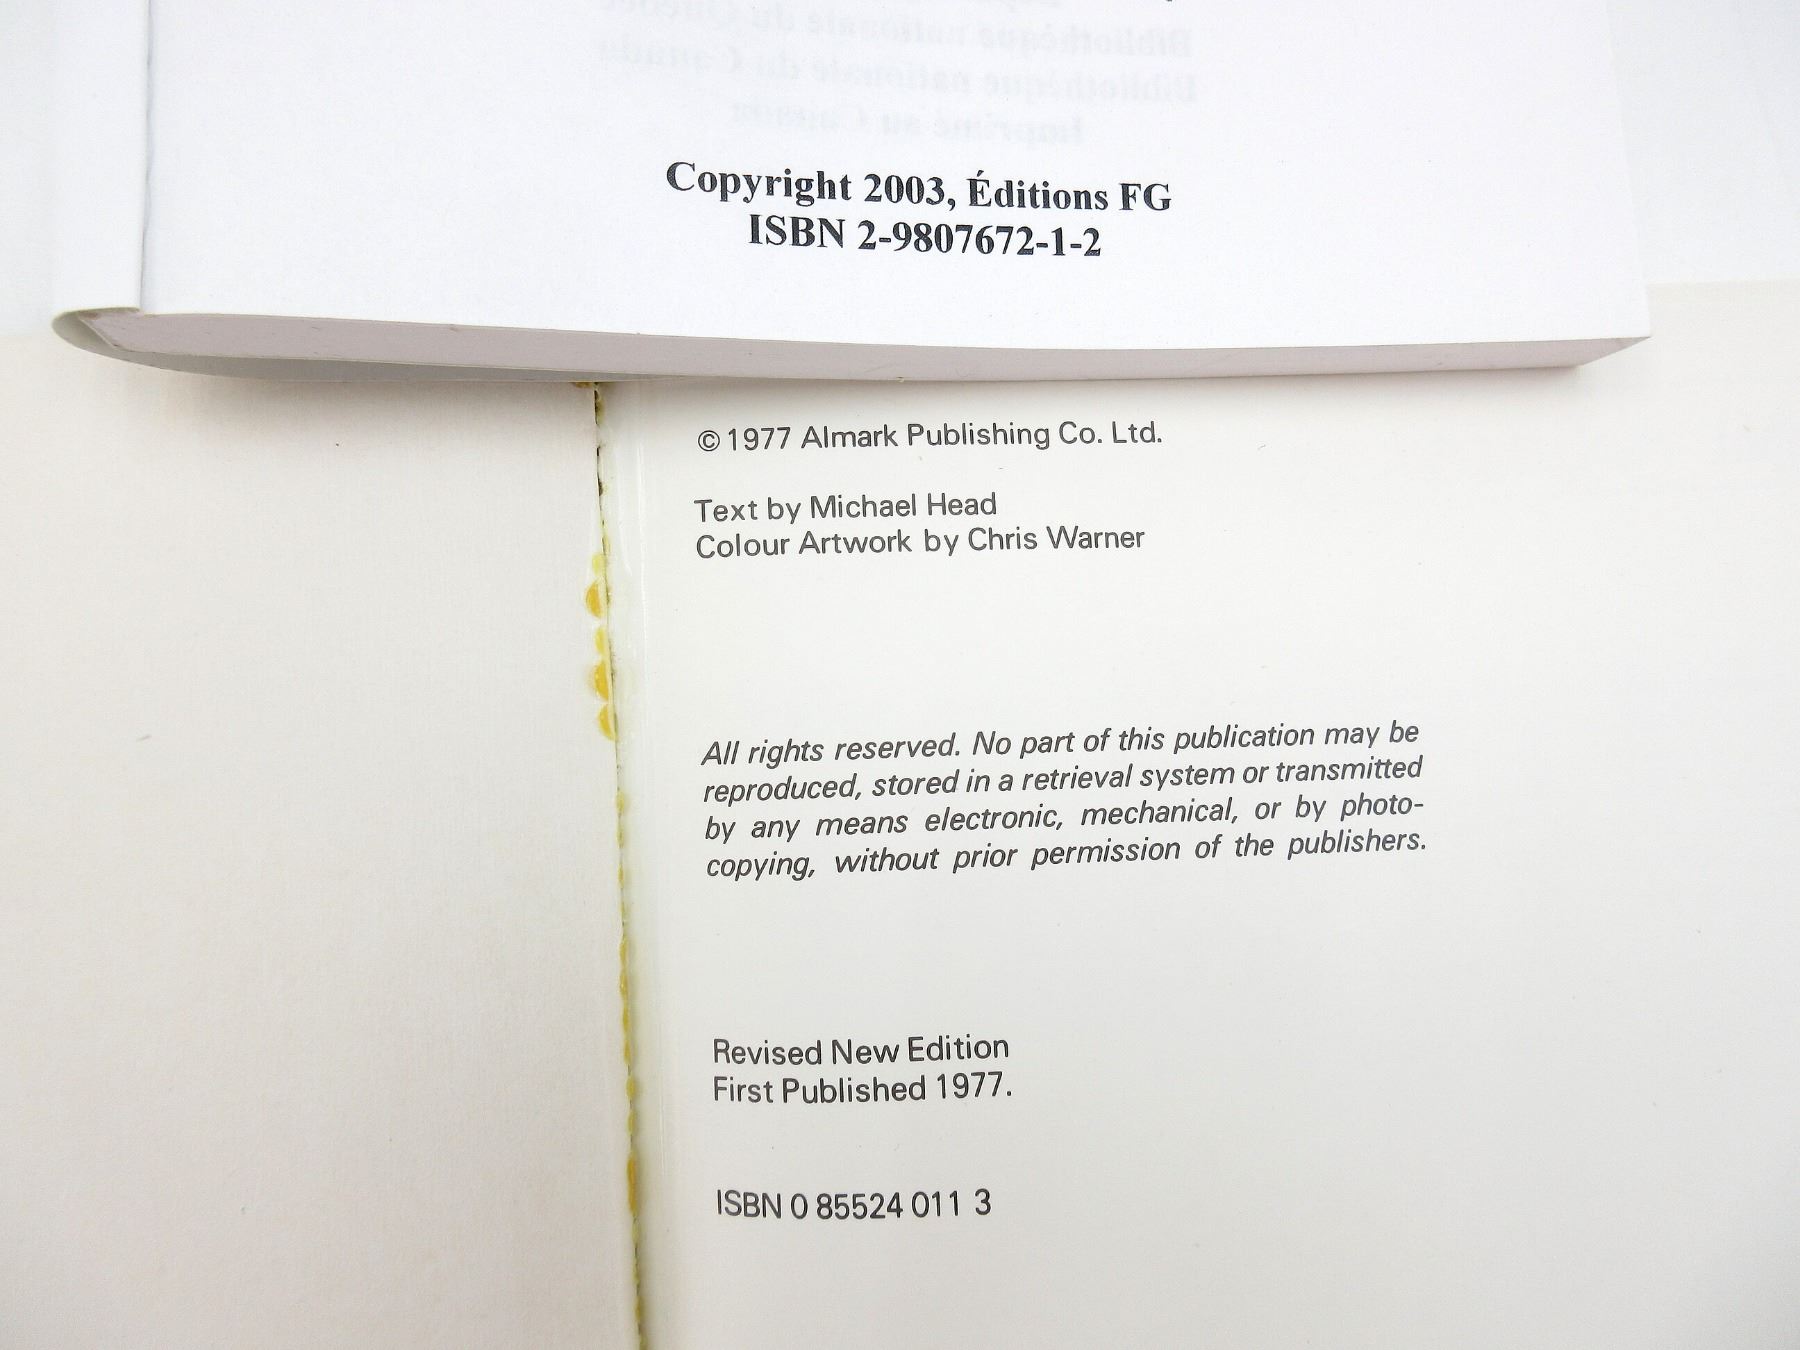 Copyright 2003, Éditions FG
ISBN 2-9807672-1-2
© 1977 Almark Publishing Co. Ltd.
Text by Michael Head
Colour Artwork by Chris Warner
All rights reserved. No part of this publication may be
reproduced, stored in a retrieval system or transmitted
by any means electronic, mechanical, or by photo-
copying, without prior permission of the publishers.
Revised New Edition
First Published 1977.
ISBN 0 85524 011 3